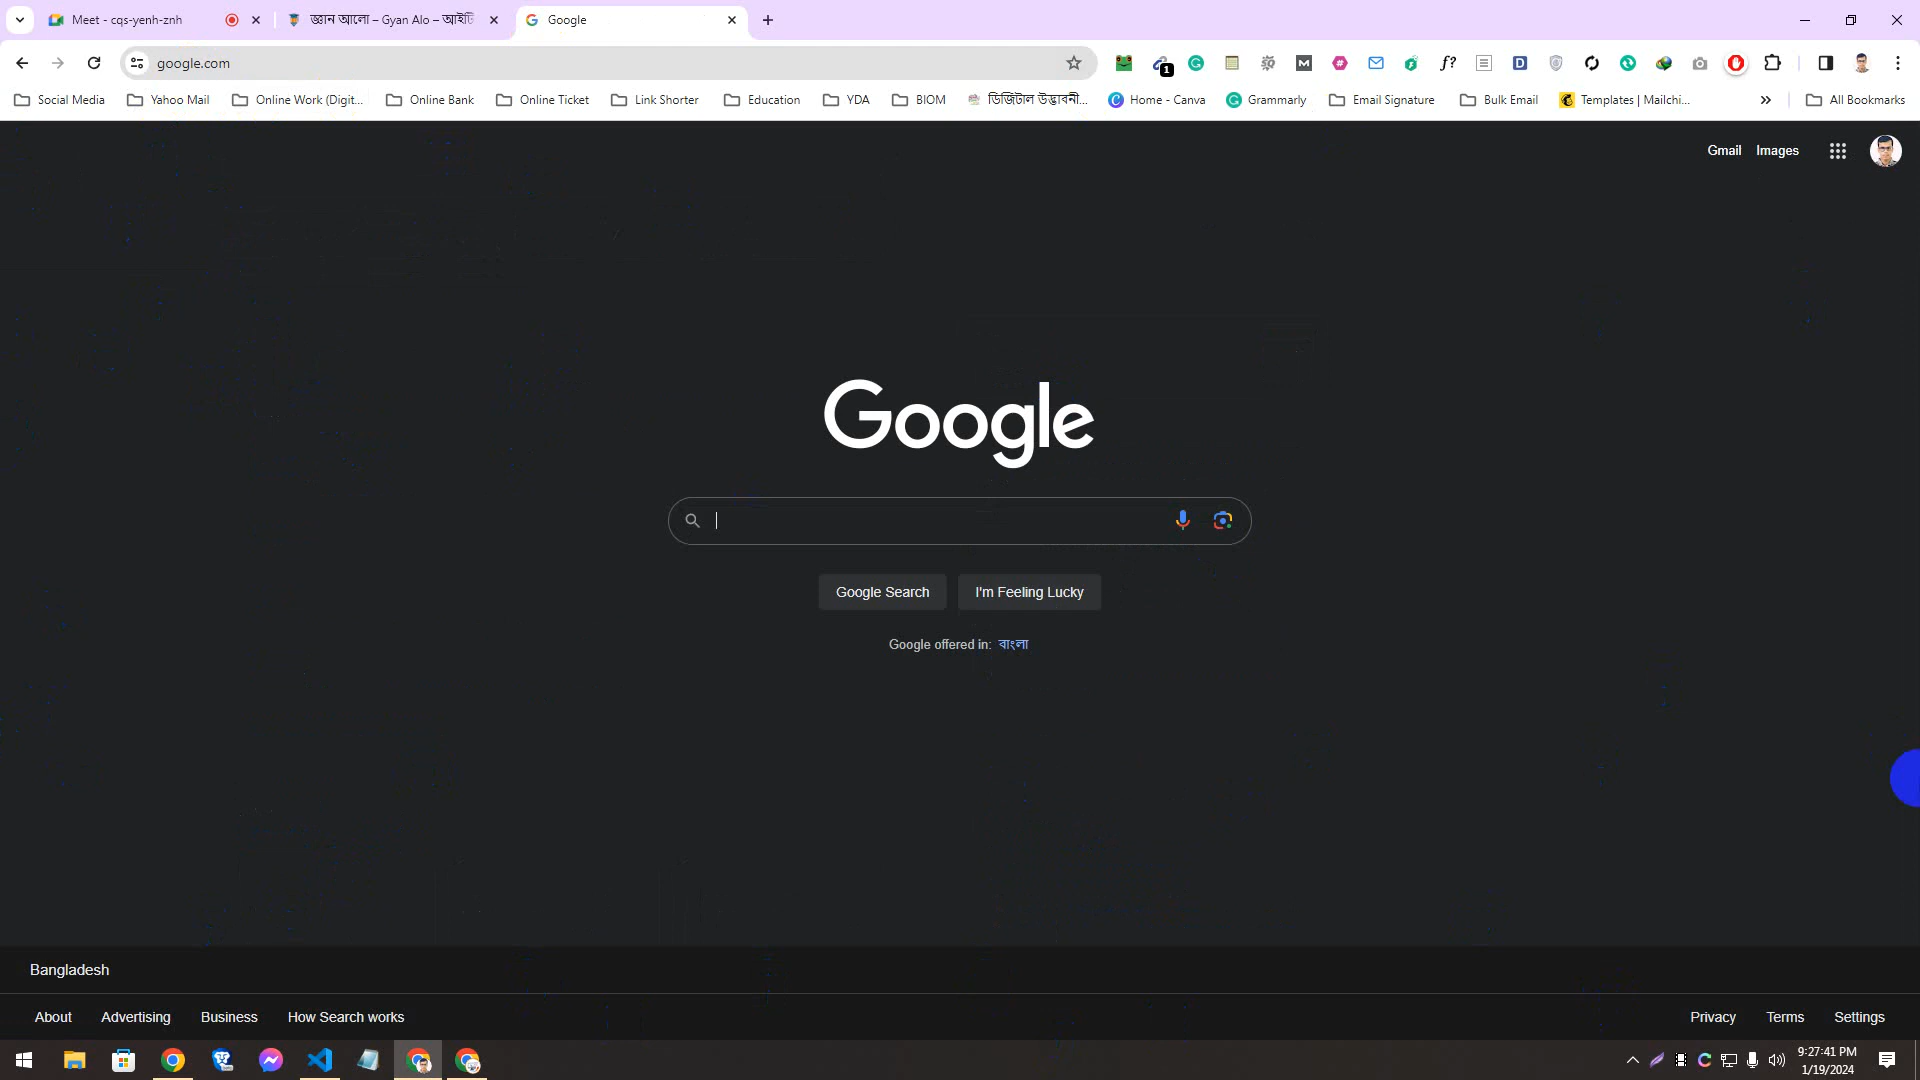 Meet - cqs-yenh-znh
জ্ঞান আলো – Gyan Alo – আইটি
Google
google.com
1
Social Media
Yahoo Mail
Online Work (Digit...
Online Bank
Online Ticket
Link Shorter
Education
YDA
BIOM
ডিজিটাল উদ্ভাবনী...
Home - Canva
Grammarly
Email Signature
Bulk Email
Templates | Mailchi...
All Bookmarks
Gmail
Images
Google
Google Search
I'm Feeling Lucky
Google offered in: বাংলা
Bangladesh
About
Advertising
Business
How Search works
Privacy
Terms
Settings
9:27:41 PM
1/19/2024